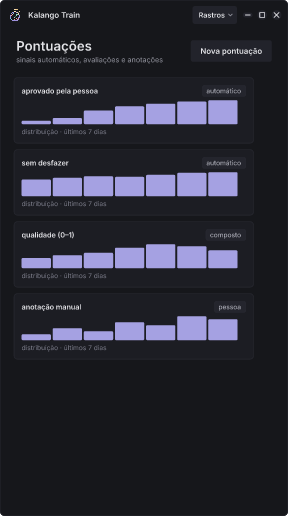 Kalango Train
Rastros
Pontuações
sinais automáticos, avaliações e anotações
Nova pontuação
aprovado pela pessoa
automático
distribuição · últimos 7 dias
sem desfazer
automático
distribuição · últimos 7 dias
qualidade (0–1)
composto
distribuição · últimos 7 dias
anotação manual
pessoa
distribuição · últimos 7 dias